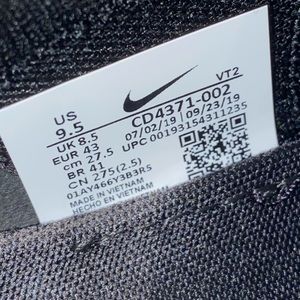 US
9.5
UK 8.5
EUR 43
cm 27.5
BR 41
CN 275(2.5)
01AY466Y3B3R5
MADE IN VIETNAM
HECHO EN VIETNAM
VT2
CD4371-002
07/02/19 09/23/19
UPC 00193154311235